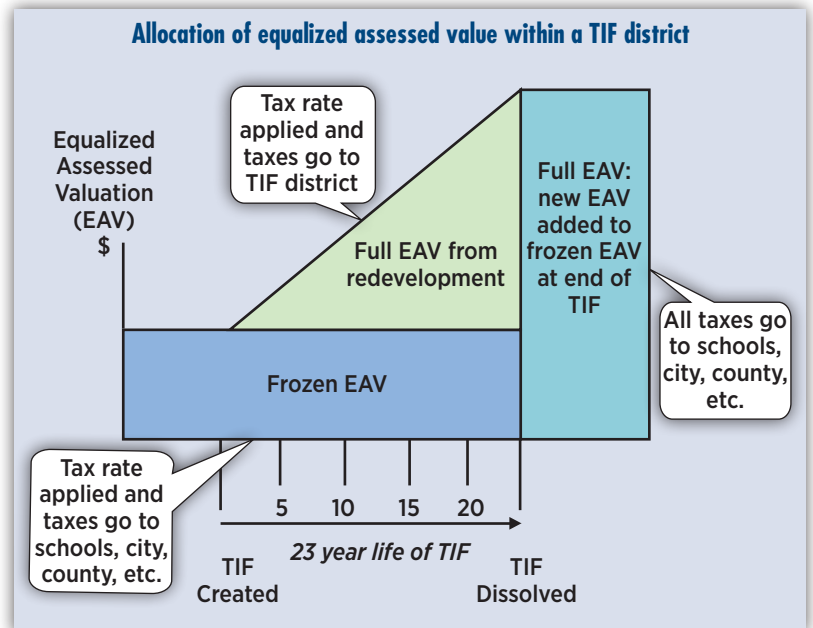 Allocation of equalized assessed value within a TIF district
Equalized
Assessed
Valuation
(EAV)
$
Tax rate
applied and
taxes go to
TIF district
Full EAV from
redevelopment
Full EAV:
new EAV
added to
frozen EAV
at end of
TIF
All taxes go
to schools,
city, county,
etc.
Frozen EAV
Tax rate
applied and
taxes go to
schools, city,
county, etc.
5 10 15 20
23 year life of TIF
TIF
Created
TIF
Dissolved